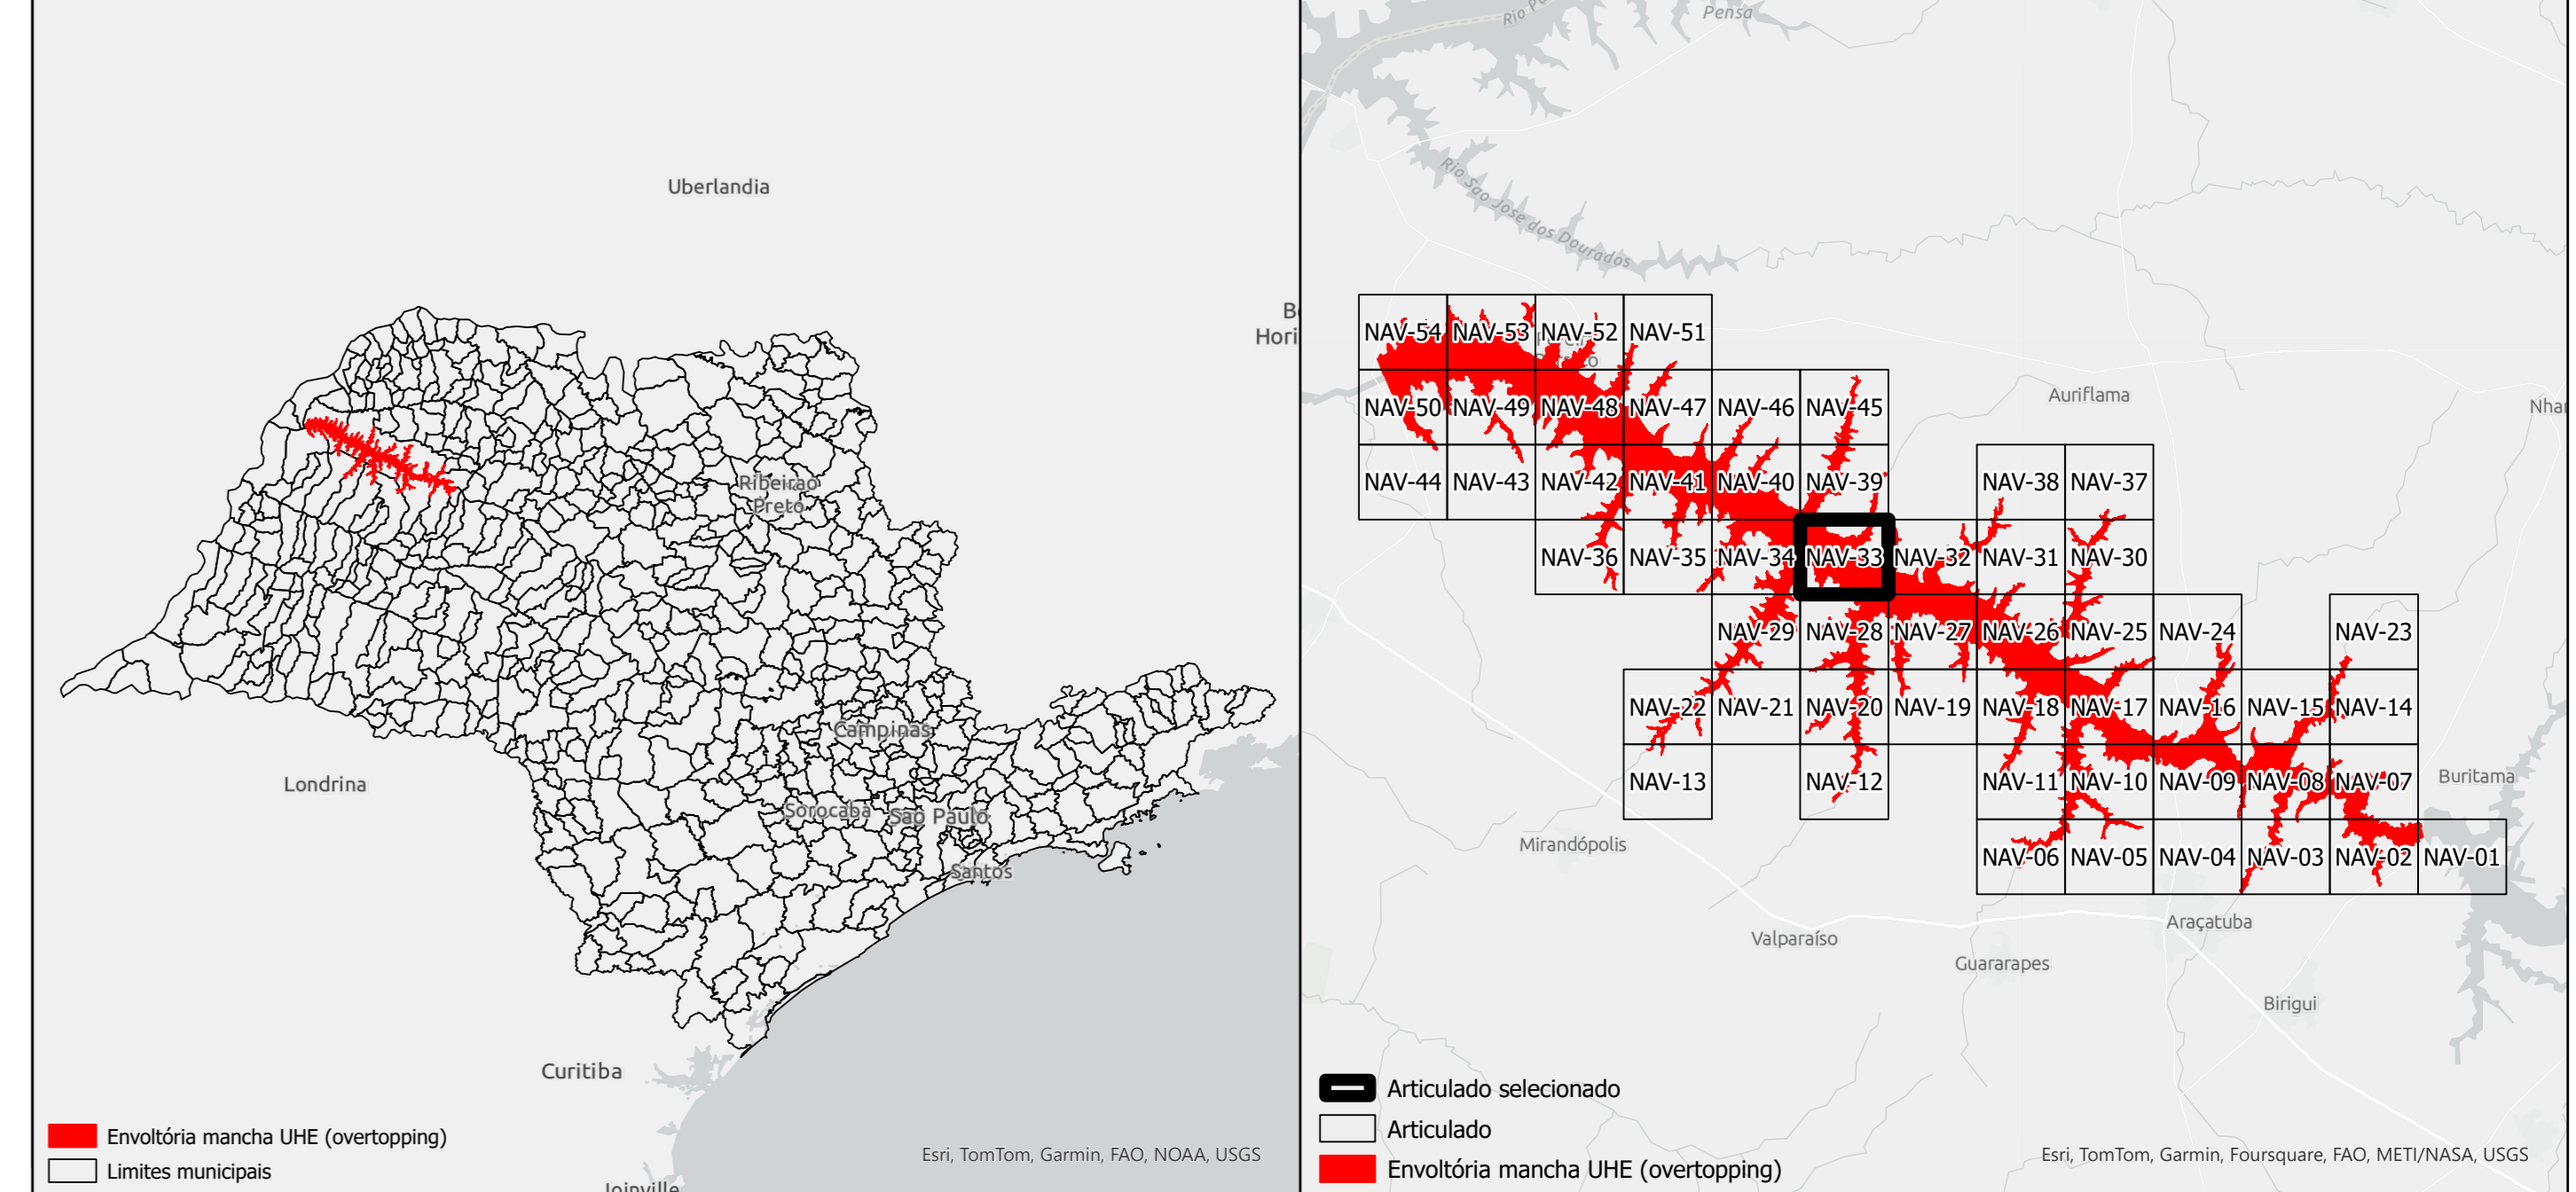 Uberlandia
Be
Hori
Ribeirao
Preto
Campinas
Londrina
Sorocaba
Sao Paulo
Santos
Curitiba
Joinville
Envoltória mancha UHE (overtopping)
Limites municipais
Esri, TomTom, Garmin, FAO, NOAA, USGS
Pensa
Rio Sao Jose dos Dourados
NAV-54 NAV-53 NAV-52 NAV-51
NAV-50 NAV-49 NAV-48 NAV-47 NAV-46 NAV-45
Auriflama
Nhar
NAV-44 NAV-43 NAV-42 NAV-41 NAV-40 NAV-39 NAV-38 NAV-37
NAV-36 NAV-35 NAV-34 NAV-33 NAV-32 NAV-31 NAV-30
NAV-29 NAV-28 NAV-27 NAV-26 NAV-25 NAV-24 NAV-23
NAV-22 NAV-21 NAV-20 NAV-19 NAV-18 NAV-17 NAV-16 NAV-15 NAV-14
NAV-13 NAV-12 NAV-11 NAV-10 NAV-09 NAV-08 NAV-07
Buritama
Mirandópolis
NAV-06 NAV-05 NAV-04 NAV-03 NAV-02 NAV-01
Araçatuba
Valparaíso
Guararapes
Birigui
Articulado selecionado
Articulado
Envoltória mancha UHE (overtopping)
Esri, TomTom, Garmin, Foursquare, FAO, METI/NASA, USGS